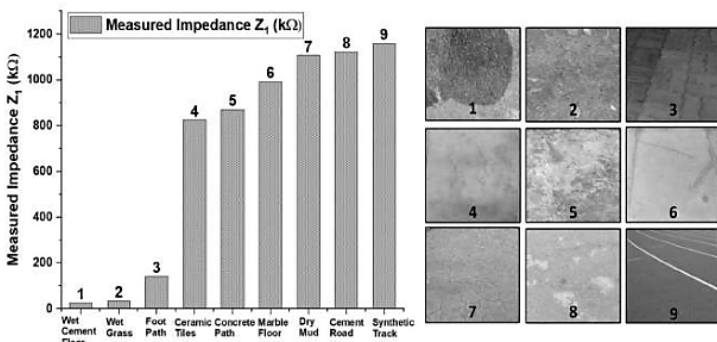 Measured Impedance Z₁ (kΩ)
Measured Impedance Z₁ (kΩ)
1200
1000
800
600
400
200
0
1
2
3
4
5
6
7
8
9
Wet
Cement
Floor
Wet
Grass
Foot
Path
Ceramic
Tiles
Concrete
Path
Marble
Floor
Dry
Mud
Cement
Road
Synthetic
Track
1
2
3
4
5
6
7
8
9